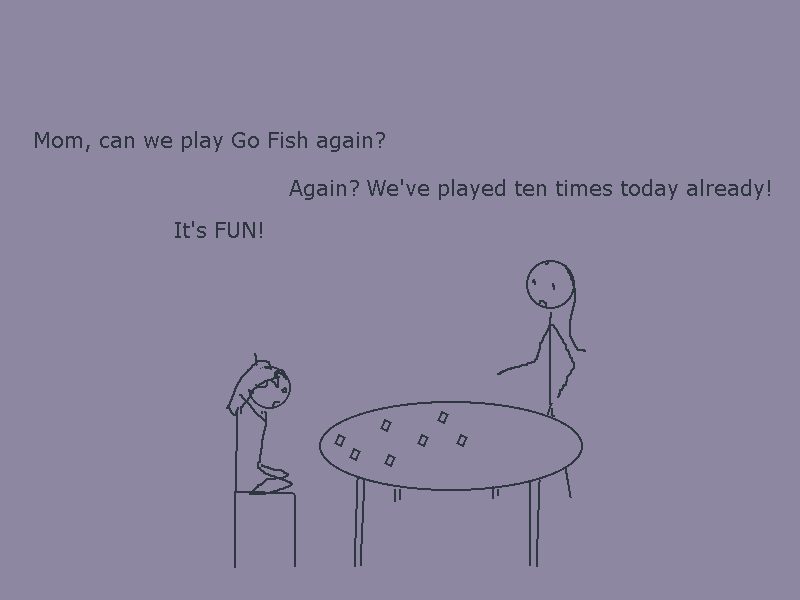 Mom, can we play Go Fish again?
Again? We've played ten times today already!
It's FUN!